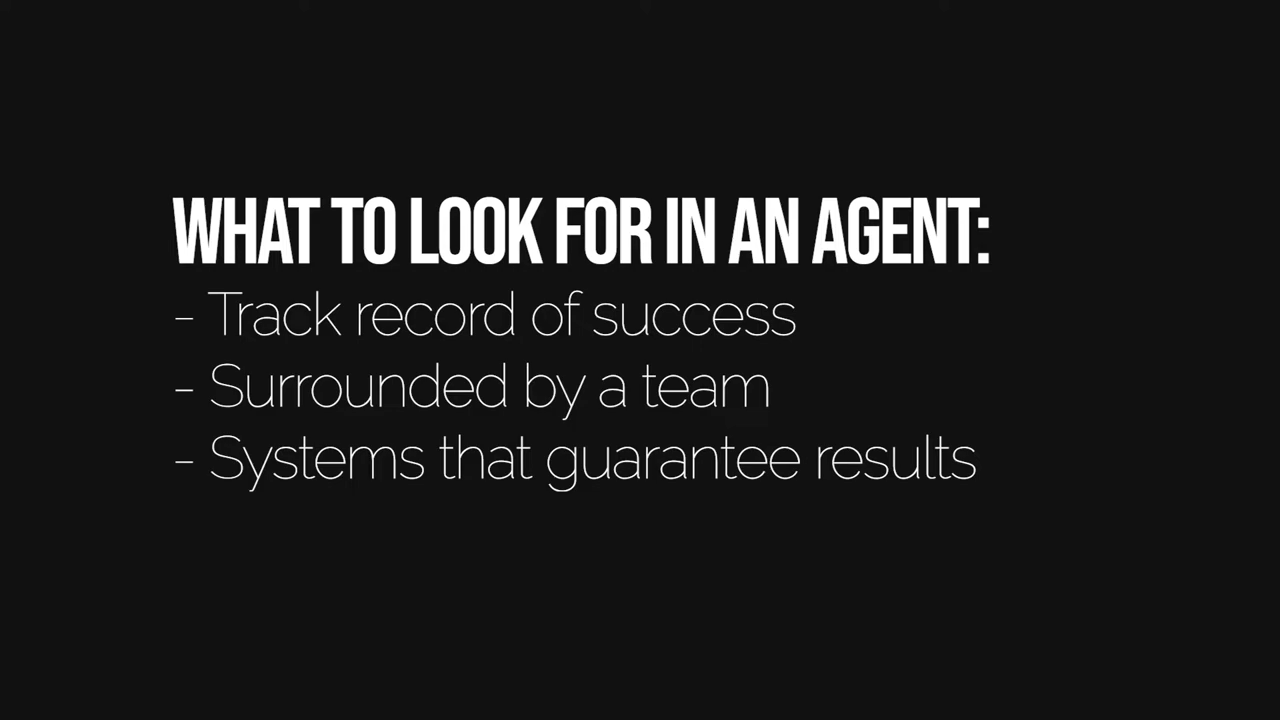 WHAT TO LOOK FOR IN AN AGENT:
- Track record of success
- Surrounded by a team
- Systems that guarantee results